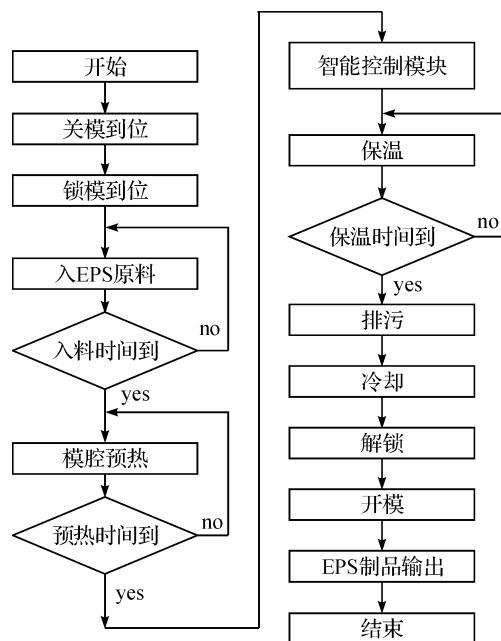 开始
关模到位
锁模到位
入EPS原料
入料时间到
no
yes
模腔预热
预热时间到
no
yes
智能控制模块
保温
保温时间到
no
yes
排污
冷却
解锁
开模
EPS制品输出
结束